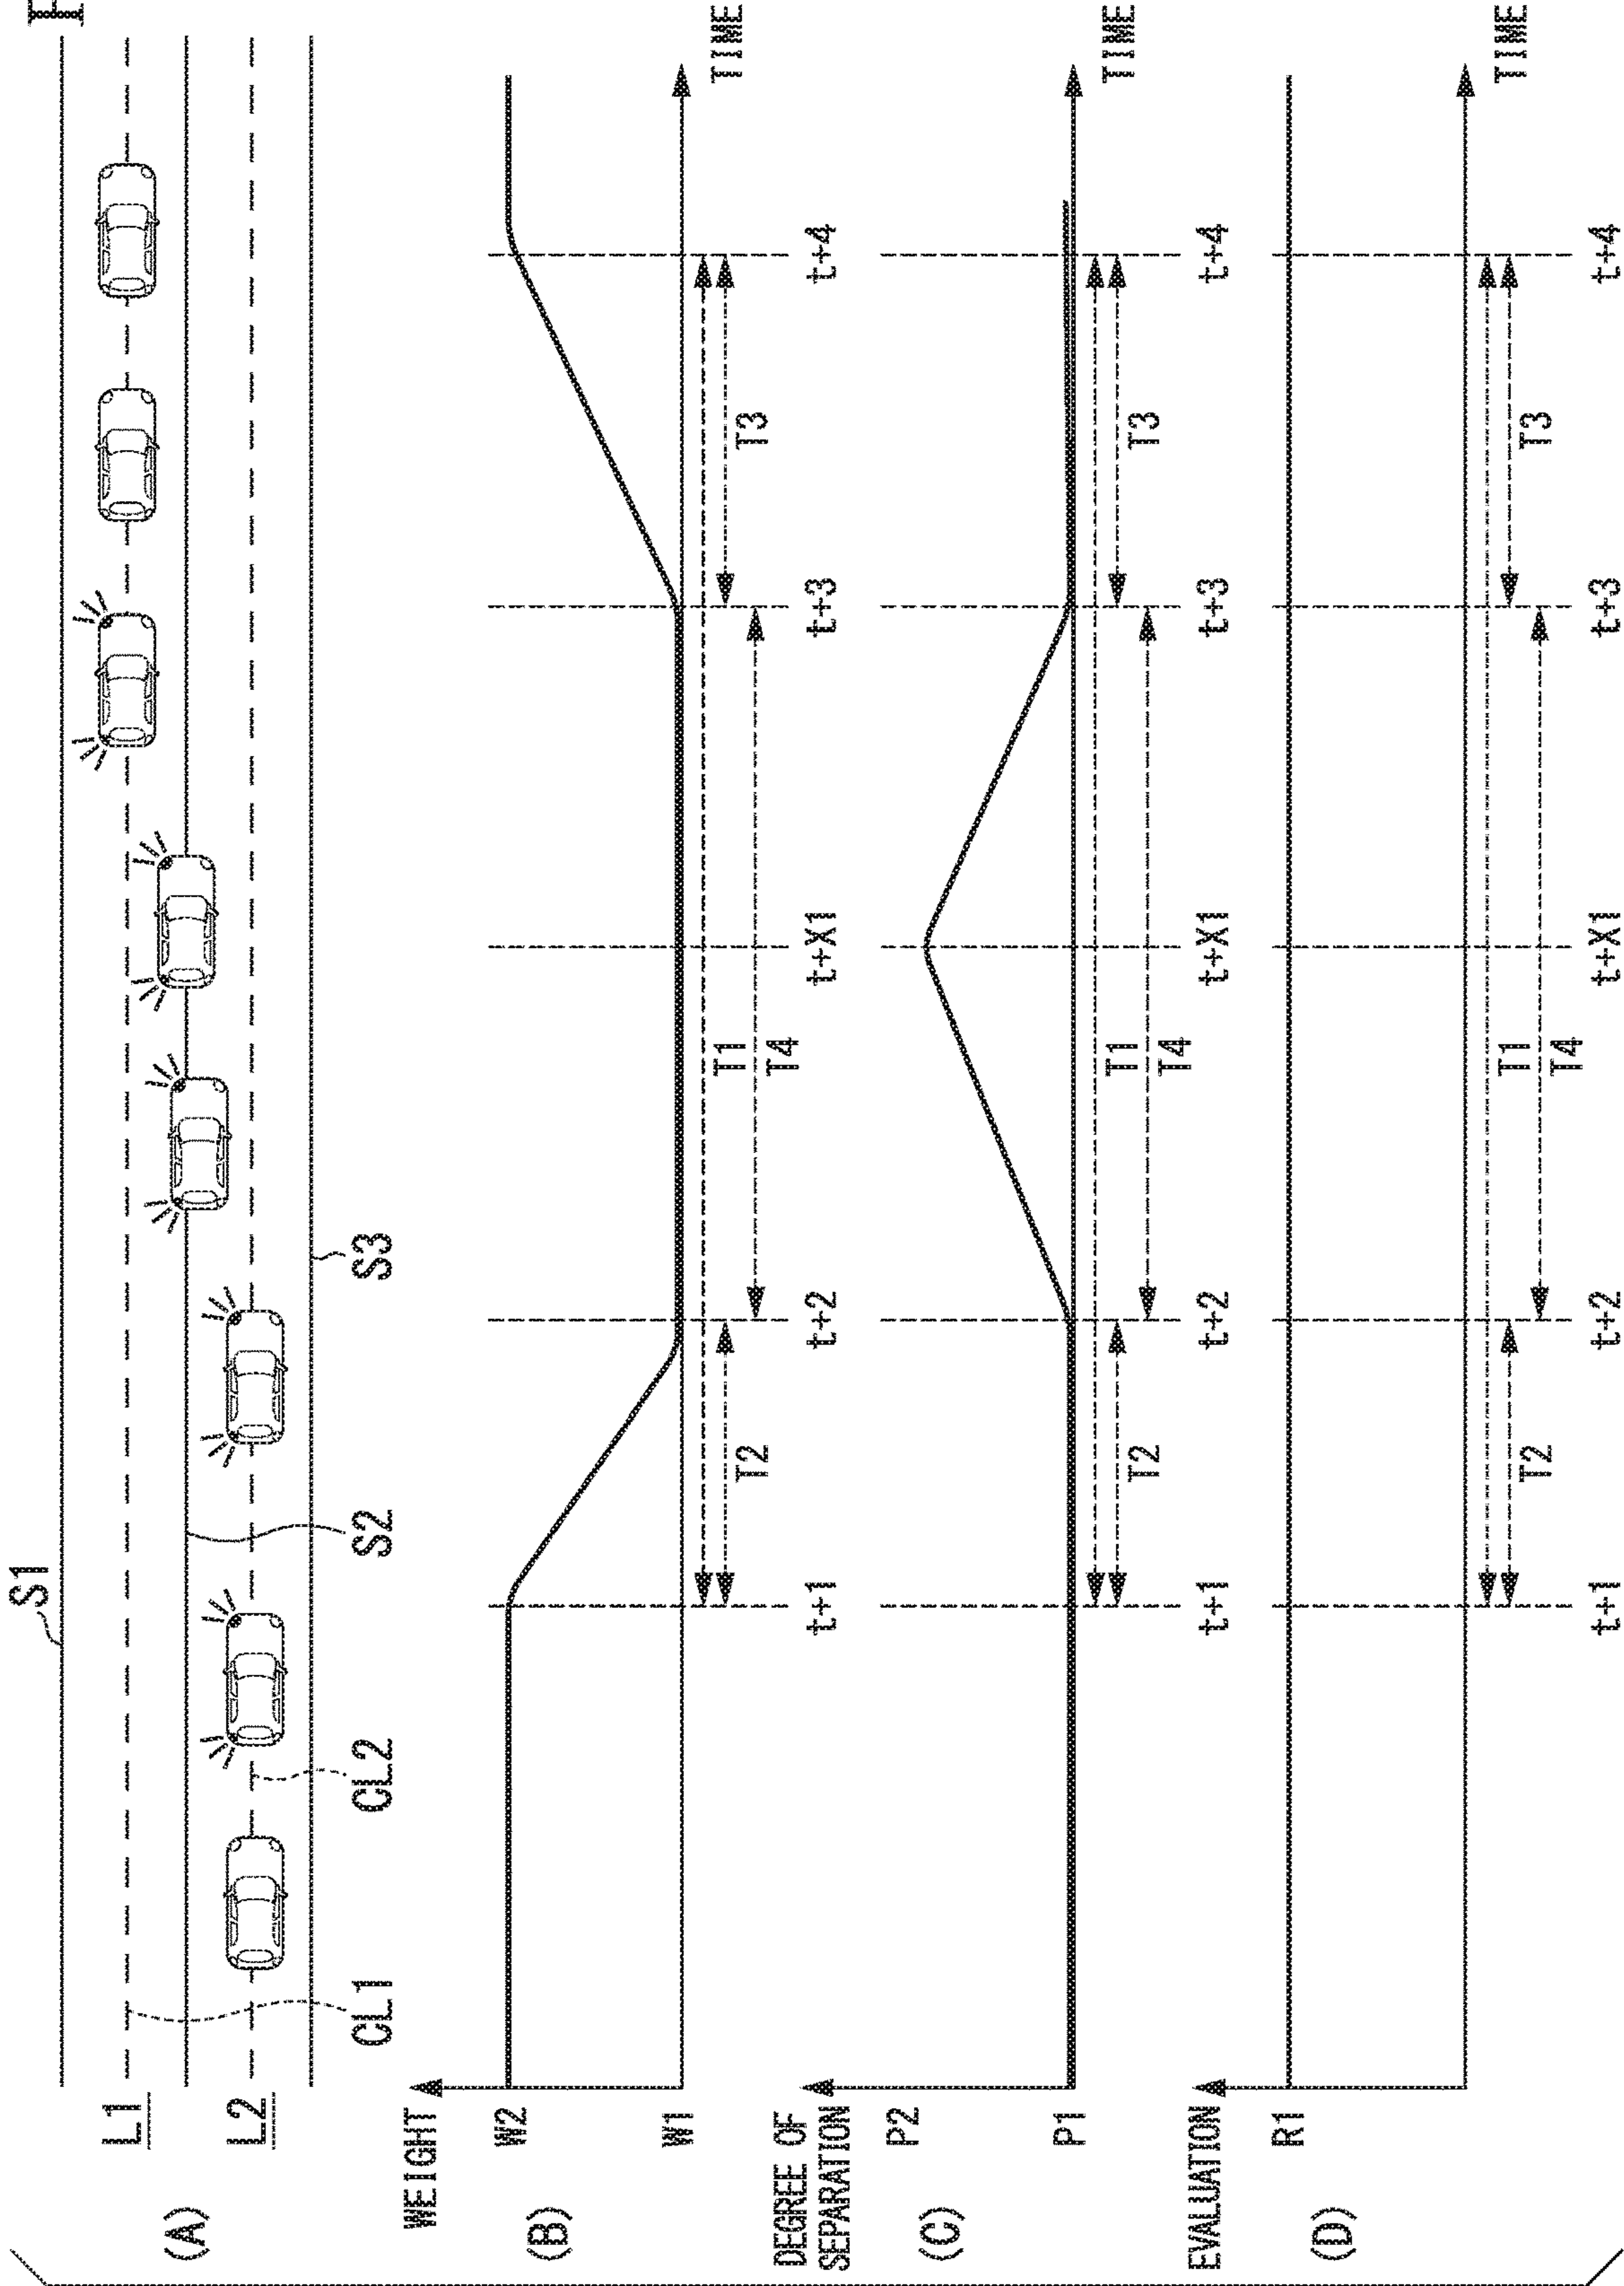 S1
L1
L2
(A)
CL1
CL2
S2
S3
WEIGHT
W2
(B)
W1
TIME
T2
T1
T4
T3
t+1
t+2
t+X1
t+3
t+4
DEGREE OF
SEPARATION
P2
(C)
P1
TIME
T2
T1
T4
T3
t+1
t+2
t+X1
t+3
t+4
EVALUATION
R1
(D)
TIME
T2
T1
T4
T3
t+1
t+2
t+X1
t+3
t+4